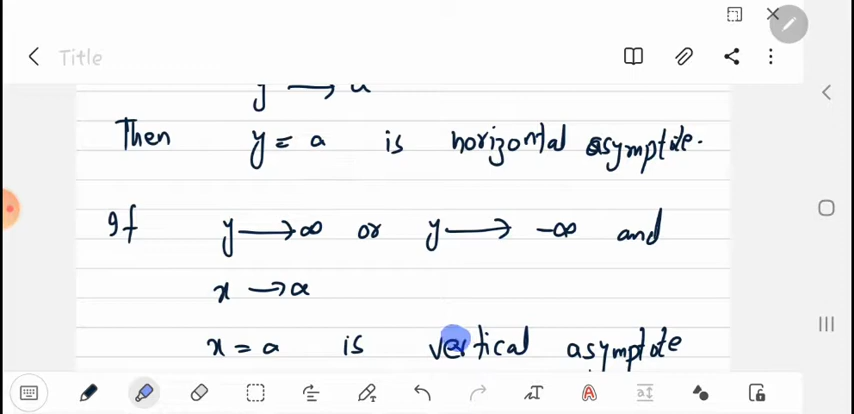 Title
Then y = a is horizontal asymptote.
If y → ∞ or y → -∞ and
x → a
x = a is vertical asymptote